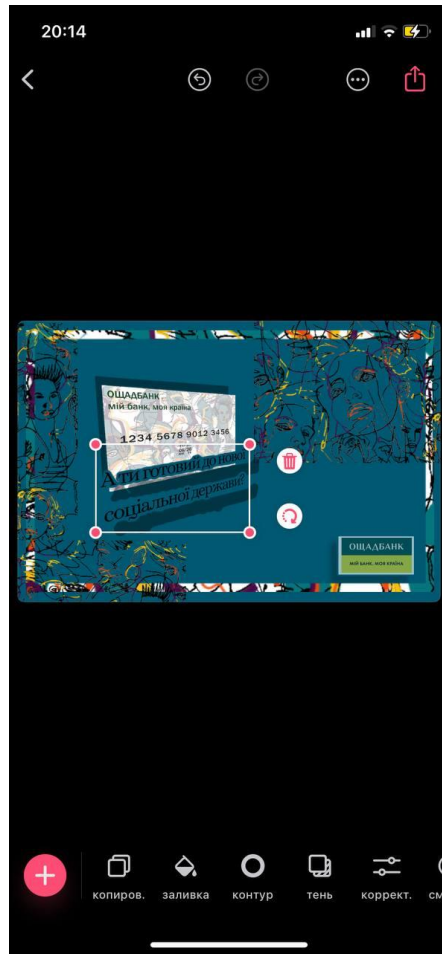 20:14
ОЩАДБАНК
мій банк, моя країна
1234 5678 9012 3456
А ти готовий до нової
соціальної держави?
ОЩАДБАНК
МІЙ БАНК, МОЯ КРАЇНА
копиров.
заливка
контур
тень
коррект.